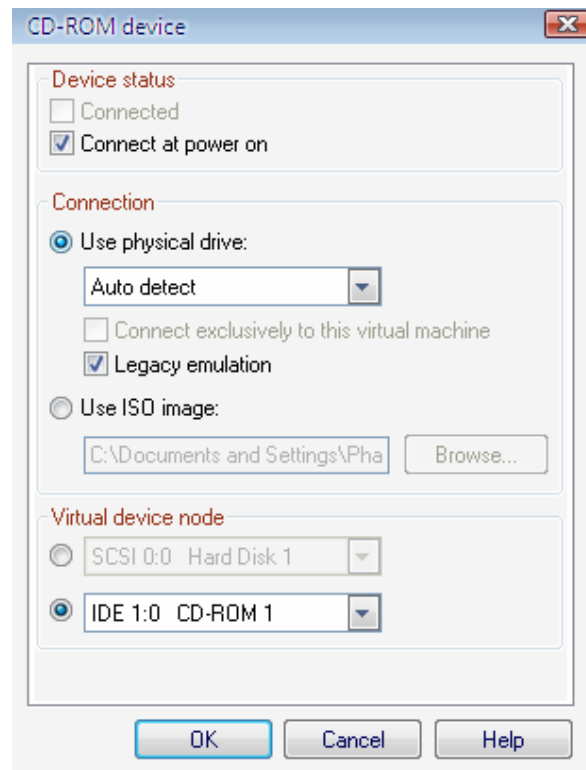 CD-ROM device
Device status
Connected
Connect at power on
Connection
Use physical drive:
Auto detect
Connect exclusively to this virtual machine
Legacy emulation
Use ISO image:
C:\Documents and Settings\Pha
Browse...
Virtual device node
SCSI 0:0 Hard Disk 1
IDE 1:0 CD-ROM 1
OK Cancel Help